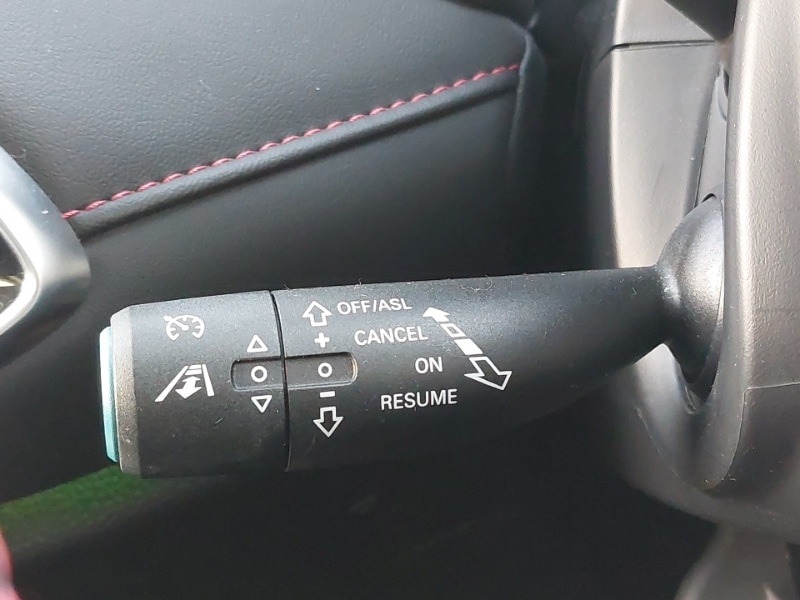 OFF/ASL
+ CANCEL
ON
−
RESUME